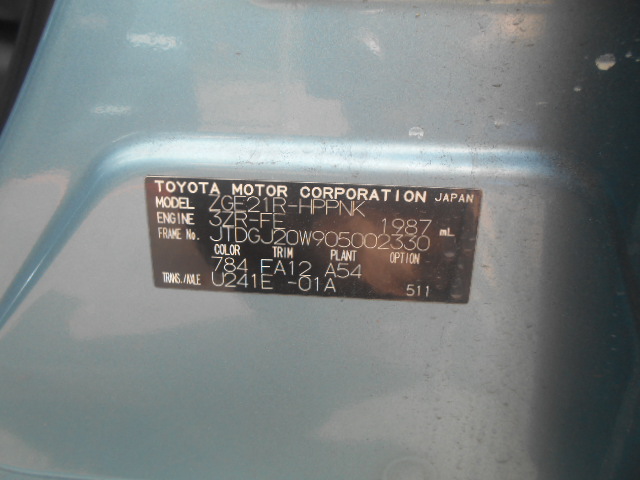 TOYOTA MOTOR CORPORATION JAPAN
MODEL ZGE21R-HPPNK
ENGINE 3ZR-FE 1987 mL
FRAME No. JTDGJ20W905002330
COLOR TRIM PLANT OPTION
784 EA12 A54
TRANS./AXLE U241E -01A 511